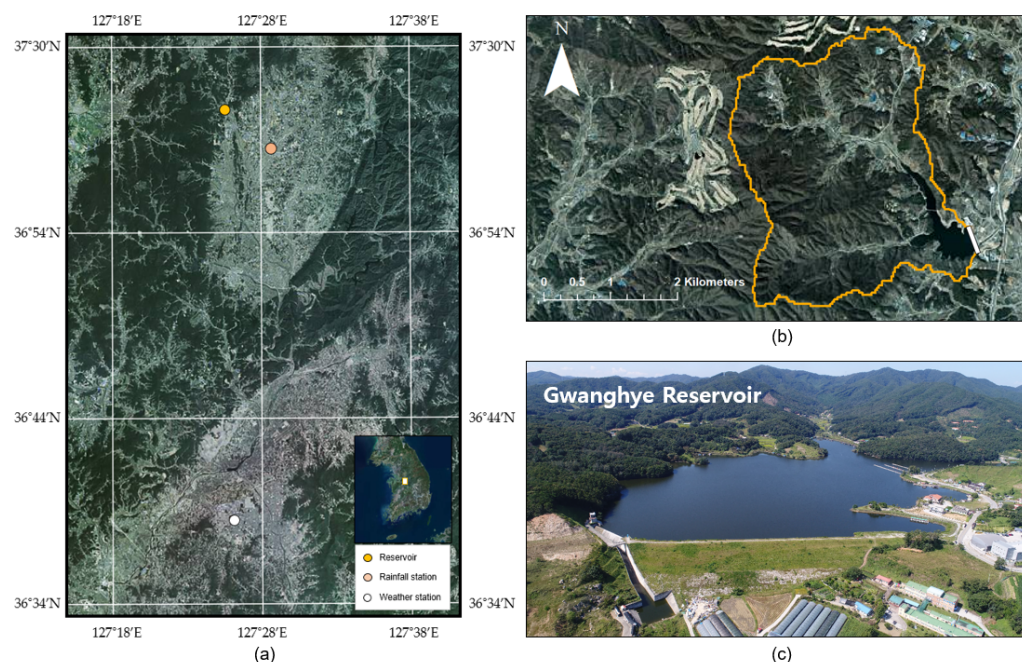 127°18'E
127°28'E
127°38'E
37°30'N
37°30'N
36°54'N
36°54'N
36°44'N
36°44'N
36°34'N
36°34'N
Reservoir
Rainfall station
Weather station
127°18'E
127°28'E
127°38'E
(a)
N
0 0.5 1 2 Kilometers
(b)
Gwanghye Reservoir
(c)